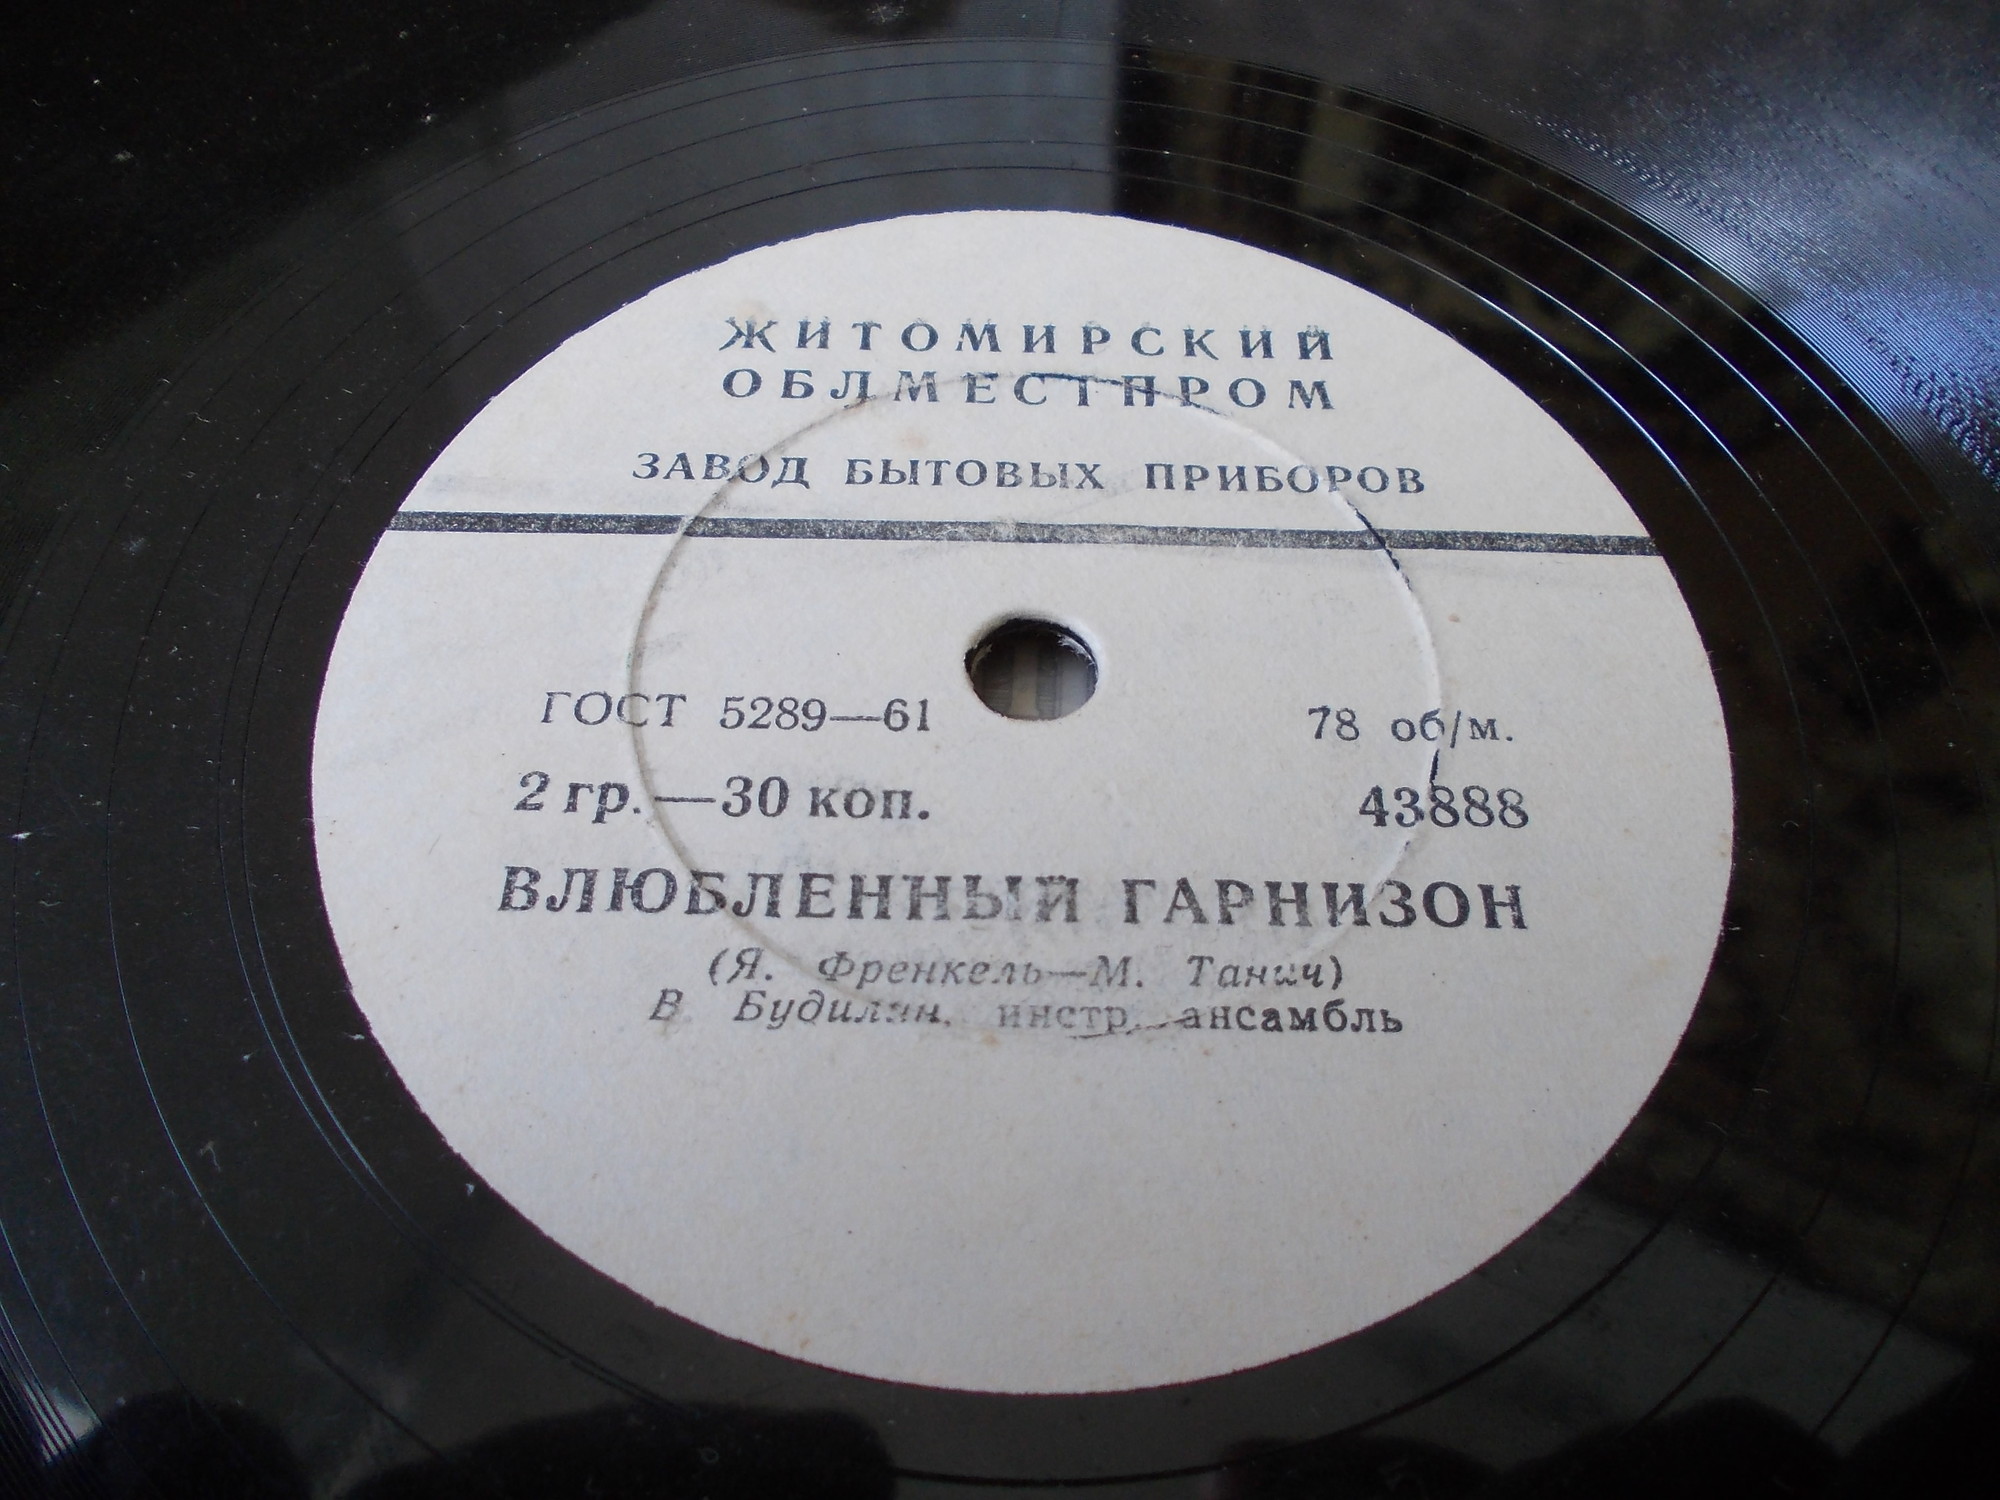 ЖИТОМИРСКИЙ
ОБЛМЕСТПРОМ
ЗАВОД БЫТОВЫХ ПРИБОРОВ
ГОСТ 5289—61 78 об/м.
2 гр.—30 коп. 43888
ВЛЮБЛЕННЫЙ ГАРНИЗОН
(Я. Френкель—М. Танич)
В Будилин, инстр. ансамбль